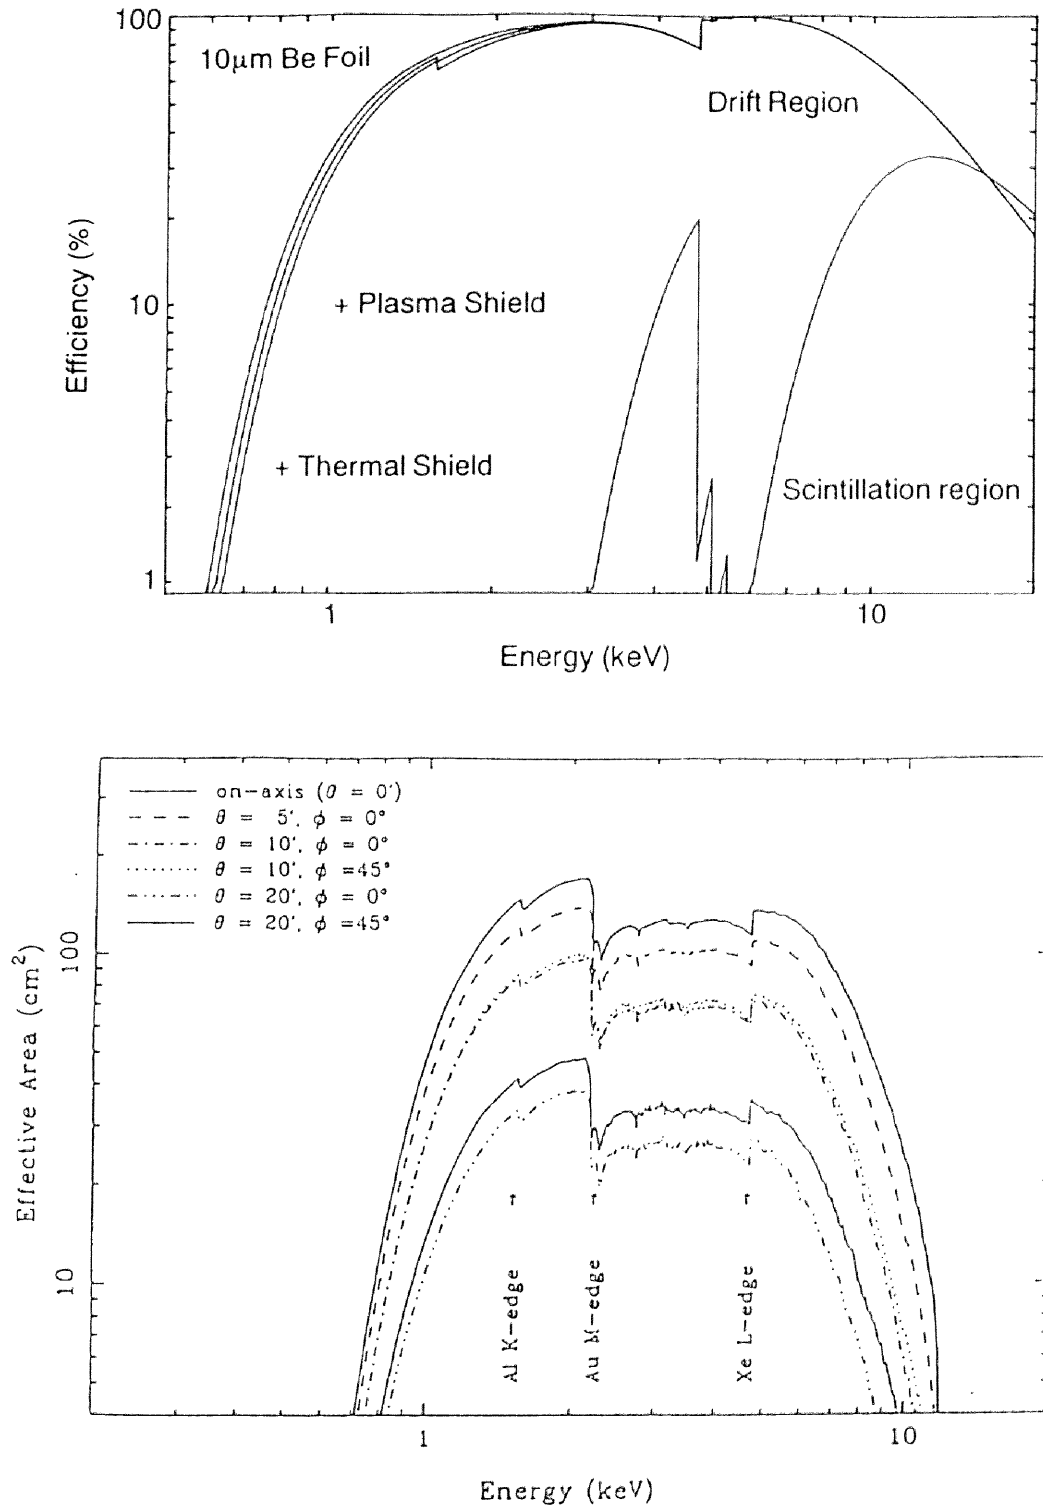 100
10μm Be Foil
Drift Region
Efficiency (%)
10
+ Plasma Shield
+ Thermal Shield
Scintillation region
1
1
10
Energy (keV)
on-axis (θ = 0')
θ = 5', ϕ = 0°
θ = 10', ϕ = 0°
θ = 10', ϕ =45°
θ = 20', ϕ = 0°
θ = 20', ϕ =45°
Effective Area (cm²)
100
10
Al K-edge
Au M-edge
Xe L-edge
1
10
Energy (keV)